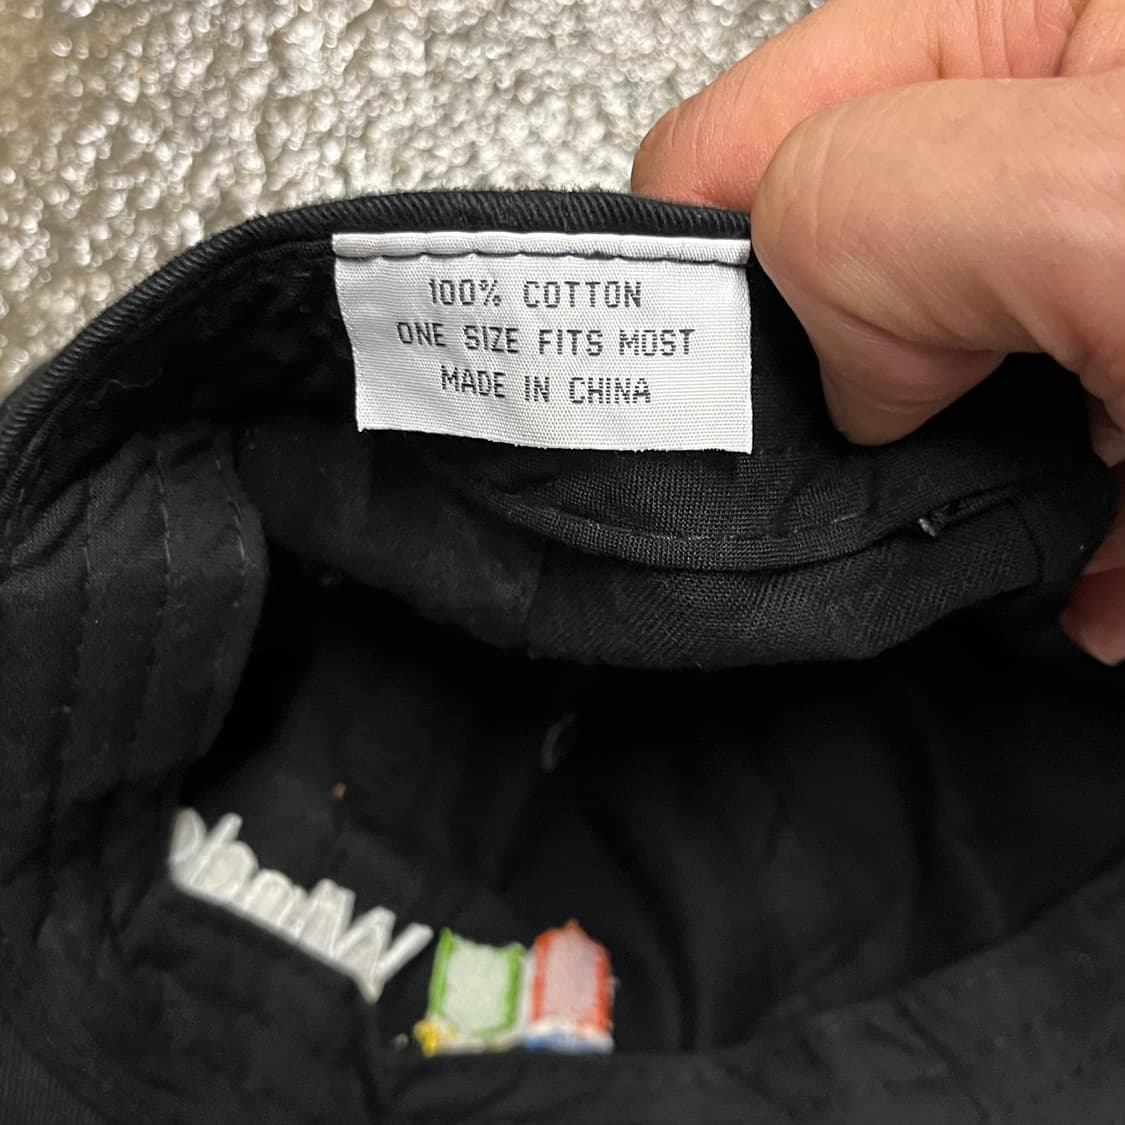 100% COTTON
ONE SIZE FITS MOST
MADE IN CHINA